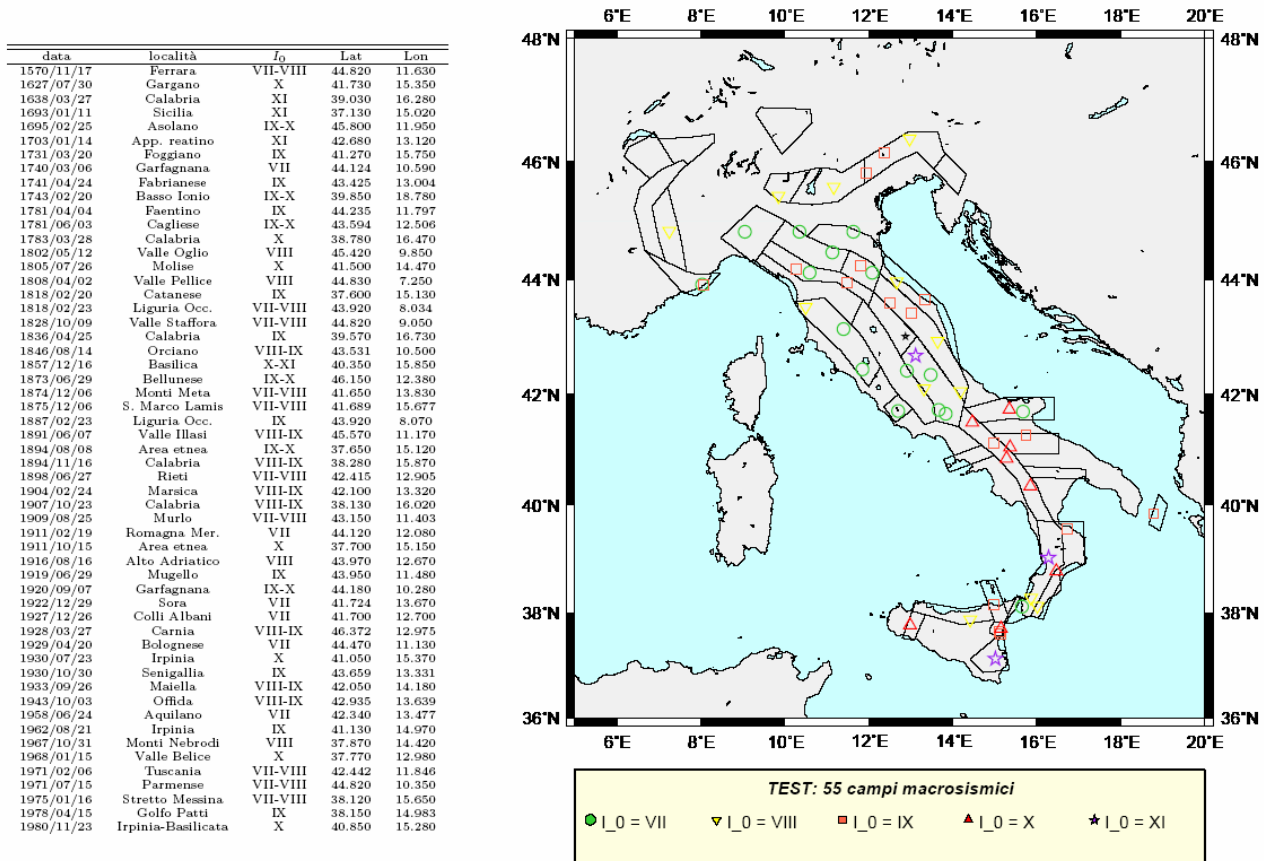 data località I0 Lat Lon
1570/11/17 Ferrara VII-VIII 44.820 11.630
1627/07/30 Gargano X 41.730 15.350
1638/03/27 Calabria XI 39.030 16.280
1693/01/11 Sicilia XI 37.130 15.020
1695/02/25 Asolano IX-X 45.800 11.950
1703/01/14 App. reatino XI 42.680 13.120
1731/03/20 Foggiano IX 41.270 15.750
1740/03/06 Garfagnana VII 44.124 10.590
1741/04/24 Fabrianese IX 43.425 13.004
1743/02/20 Basso Ionio IX-X 39.850 18.780
1781/04/04 Faentino IX 44.235 11.797
1781/06/03 Cagliese IX-X 43.594 12.506
1783/03/28 Calabria X 38.780 16.470
1802/05/12 Valle Oglio VIII 45.420 9.850
1805/07/26 Molise X 41.500 14.470
1808/04/02 Valle Pellice VIII 44.830 7.250
1818/02/20 Catanese IX 37.600 15.130
1818/02/23 Liguria Occ. VII-VIII 43.920 8.034
1828/10/09 Valle Staffora VII-VIII 44.820 9.050
1836/04/25 Calabria IX 39.570 16.730
1846/08/14 Orciano VIII-IX 43.531 10.500
1857/12/16 Basilica X-XI 40.350 15.850
1873/06/29 Bellunese IX-X 46.150 12.380
1874/12/06 Monti Meta VII-VIII 41.650 13.830
1875/12/06 S. Marco Lamis VII-VIII 41.689 15.677
1887/02/23 Liguria Occ. IX 43.920 8.070
1891/06/07 Valle Illasi VIII-IX 45.570 11.170
1894/08/08 Area etnea IX-X 37.650 15.120
1894/11/16 Calabria VIII-IX 38.280 15.870
1898/06/27 Rieti VII-VIII 42.415 12.905
1904/02/24 Marsica VIII-IX 42.100 13.320
1907/10/23 Calabria VIII-IX 38.130 16.020
1909/08/25 Murlo VII-VIII 43.150 11.403
1911/02/19 Romagna Mer. VII 44.120 12.080
1911/10/15 Area etnea X 37.700 15.150
1916/08/16 Alto Adriatico VIII 43.970 12.670
1919/06/29 Mugello IX 43.950 11.480
1920/09/07 Garfagnana IX-X 44.180 10.280
1922/12/29 Sora VII 41.724 13.670
1927/12/26 Colli Albani VII 41.700 12.700
1928/03/27 Carnia VIII-IX 46.372 12.975
1929/04/20 Bolognese VII 44.470 11.130
1930/07/23 Irpinia X 41.050 15.370
1930/10/30 Senigallia IX 43.659 13.331
1933/09/26 Maiella VIII-IX 42.050 14.180
1943/10/03 Offida VIII-IX 42.935 13.639
1958/06/24 Aquilano VII 42.340 13.477
1962/08/21 Irpinia IX 41.130 14.970
1967/10/31 Monti Nebrodi VIII 37.870 14.420
1968/01/15 Valle Belice X 37.770 12.980
1971/02/06 Tuscania VII-VIII 42.442 11.846
1971/07/15 Parmense VII-VIII 44.820 10.350
1975/01/16 Stretto Messina VII-VIII 38.120 15.650
1978/04/15 Golfo Patti IX 38.150 14.983
1980/11/23 Irpinia-Basilicata X 40.850 15.280
6°E 8°E 10°E 12°E 14°E 16°E 18°E 20°E
48°N 48°N
46°N 46°N
44°N 44°N
42°N 42°N
40°N 40°N
38°N 38°N
36°N 36°N
6°E 8°E 10°E 12°E 14°E 16°E 18°E 20°E
TEST: 55 campi macrosismici
I_0 = VII I_0 = VIII I_0 = IX I_0 = X I_0 = XI